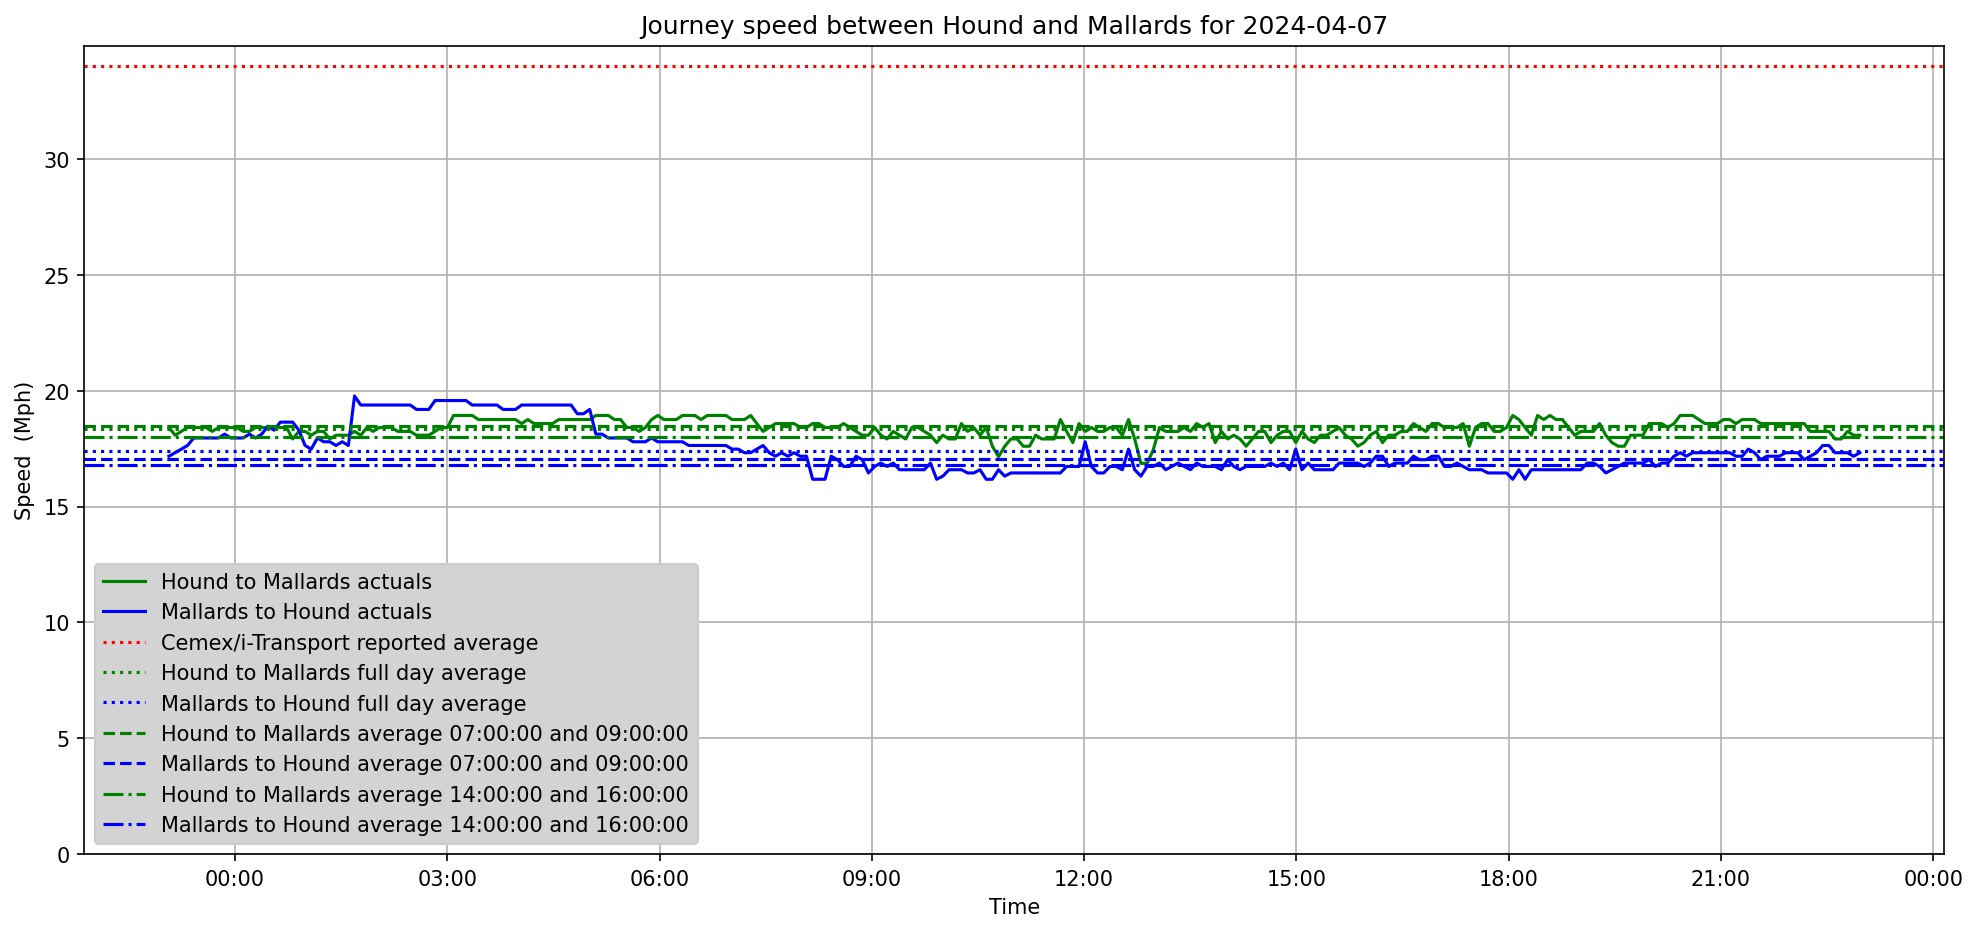 Journey speed between Hound and Mallards for 2024-04-07
30
25
20
15
10
5
0
Speed (Mph)
Hound to Mallards actuals
Mallards to Hound actuals
Cemex/i-Transport reported average
Hound to Mallards full day average
Mallards to Hound full day average
Hound to Mallards average 07:00:00 and 09:00:00
Mallards to Hound average 07:00:00 and 09:00:00
Hound to Mallards average 14:00:00 and 16:00:00
Mallards to Hound average 14:00:00 and 16:00:00
00:00 03:00 06:00 09:00 12:00 15:00 18:00 21:00 00:00
Time